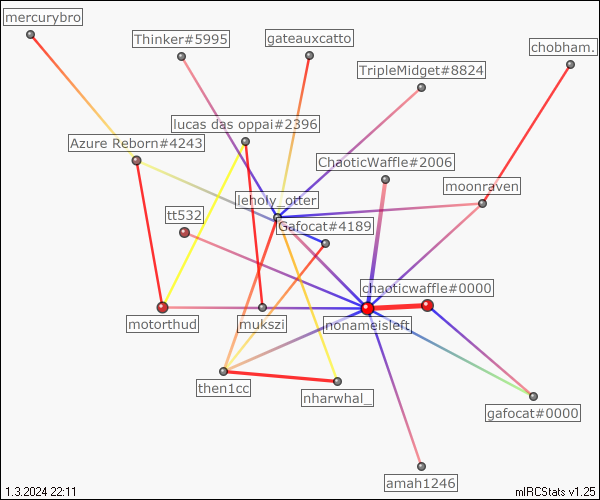 mercurybro
Thinker#5995
gateauxcatto
chobham.
TripleMidget#8824
lucas das oppai#2396
Azure Reborn#4243
ChaoticWaffle#2006
moonraven
leholy_otter
tt532
Gafocat#4189
chaoticwaffle#0000
motorthud
mukszi
nonameisleft
then1cc
nharwhal_
gafocat#0000
amah1246
1.3.2024 22:11
mIRCStats v1.25